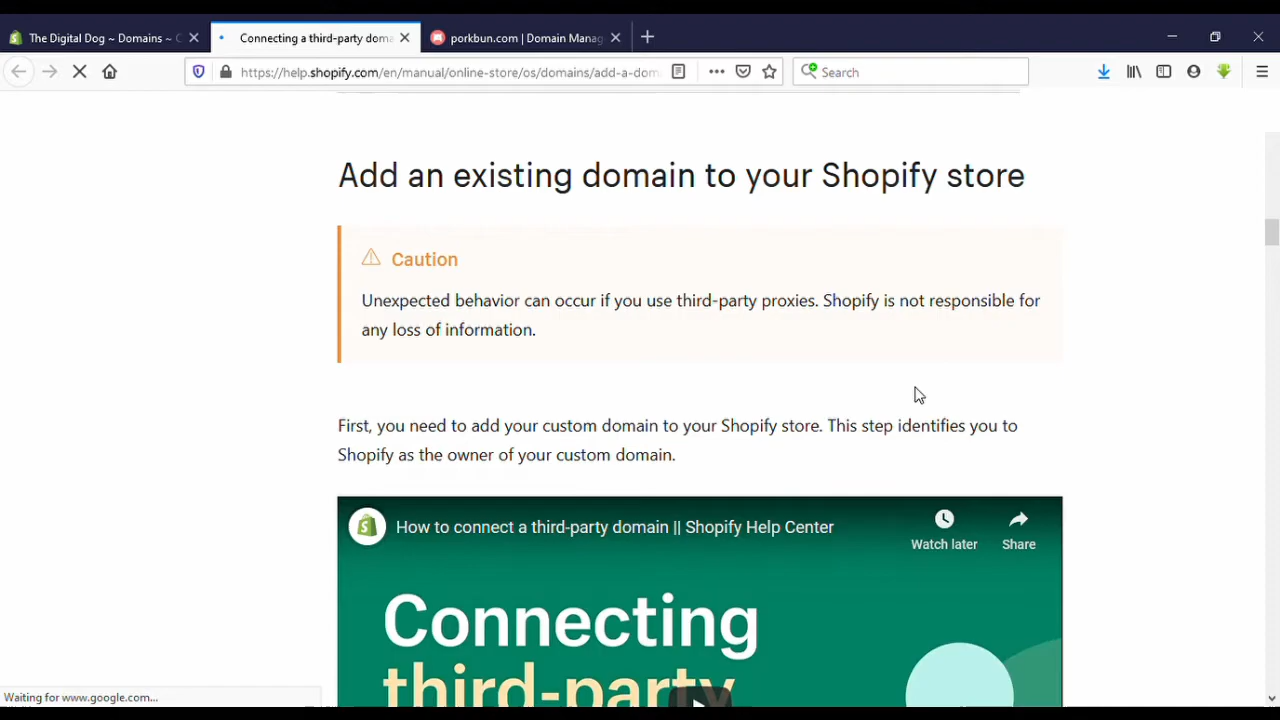 The Digital Dog ~ Domains ~
Connecting a third-party doma
porkbun.com | Domain Manag
https://help.shopify.com/en/manual/online-store/os/domains/add-a-dom
Search
Add an existing domain to your Shopify store
Caution
Unexpected behavior can occur if you use third-party proxies. Shopify is not responsible for
any loss of information.
First, you need to add your custom domain to your Shopify store. This step identifies you to
Shopify as the owner of your custom domain.
How to connect a third-party domain || Shopify Help Center
Watch later
Share
Connecting
third-party
Waiting for www.google.com...